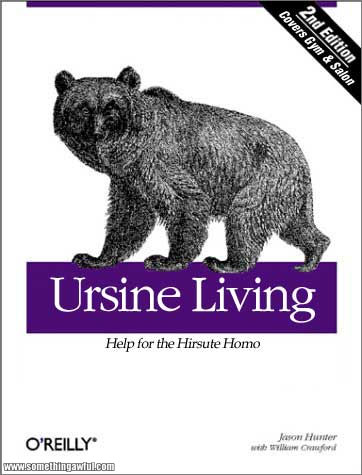 2nd Edition
Covers Gym & Salon
Ursine Living
Help for the Hirsute Homo
O'REILLY®
Jason Hunter
with William Crawford
www.somethingawful.com